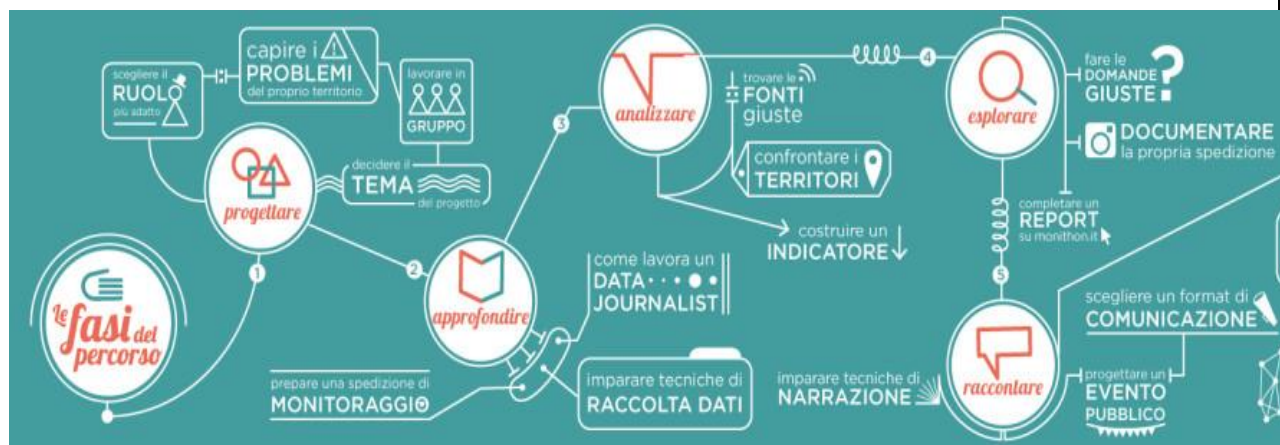 Le
fasi del
percorso
1
progettare
scegliere il
RUOLO
più adatto
capire i
PROBLEMI
del proprio territorio
lavorare in
GRUPPO
decidere il
TEMA
del progetto
2
approfondire
come lavora un
DATA
JOURNALIST
imparare tecniche di
RACCOLTA DATI
prepare una spedizione di
MONITORAGGIO
3
analizzare
trovare le
FONTI
giuste
confrontare i
TERRITORI
costruire un
INDICATORE
4
esplorare
fare le
DOMANDE
GIUSTE ?
DOCUMENTARE
la propria spedizione
completare un
REPORT
su monithon.it
5
raccontare
imparare tecniche di
NARRAZIONE
scegliere un format di
COMUNICAZIONE
progettare un
EVENTO
PUBBLICO